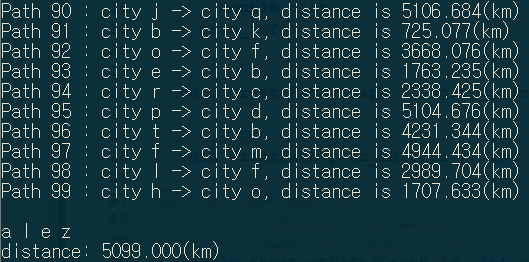 Path 90 : city j -> city q, distance is 5106.684(km)
Path 91 : city b -> city k, distance is 725.077(km)
Path 92 : city o -> city f, distance is 3668.076(km)
Path 93 : city e -> city b, distance is 1763.235(km)
Path 94 : city r -> city c, distance is 2338.425(km)
Path 95 : city p -> city d, distance is 5104.676(km)
Path 96 : city t -> city b, distance is 4231.344(km)
Path 97 : city f -> city m, distance is 4944.434(km)
Path 98 : city l -> city f, distance is 2989.704(km)
Path 99 : city h -> city o, distance is 1707.633(km)
a l e z
distance: 5099.000(km)